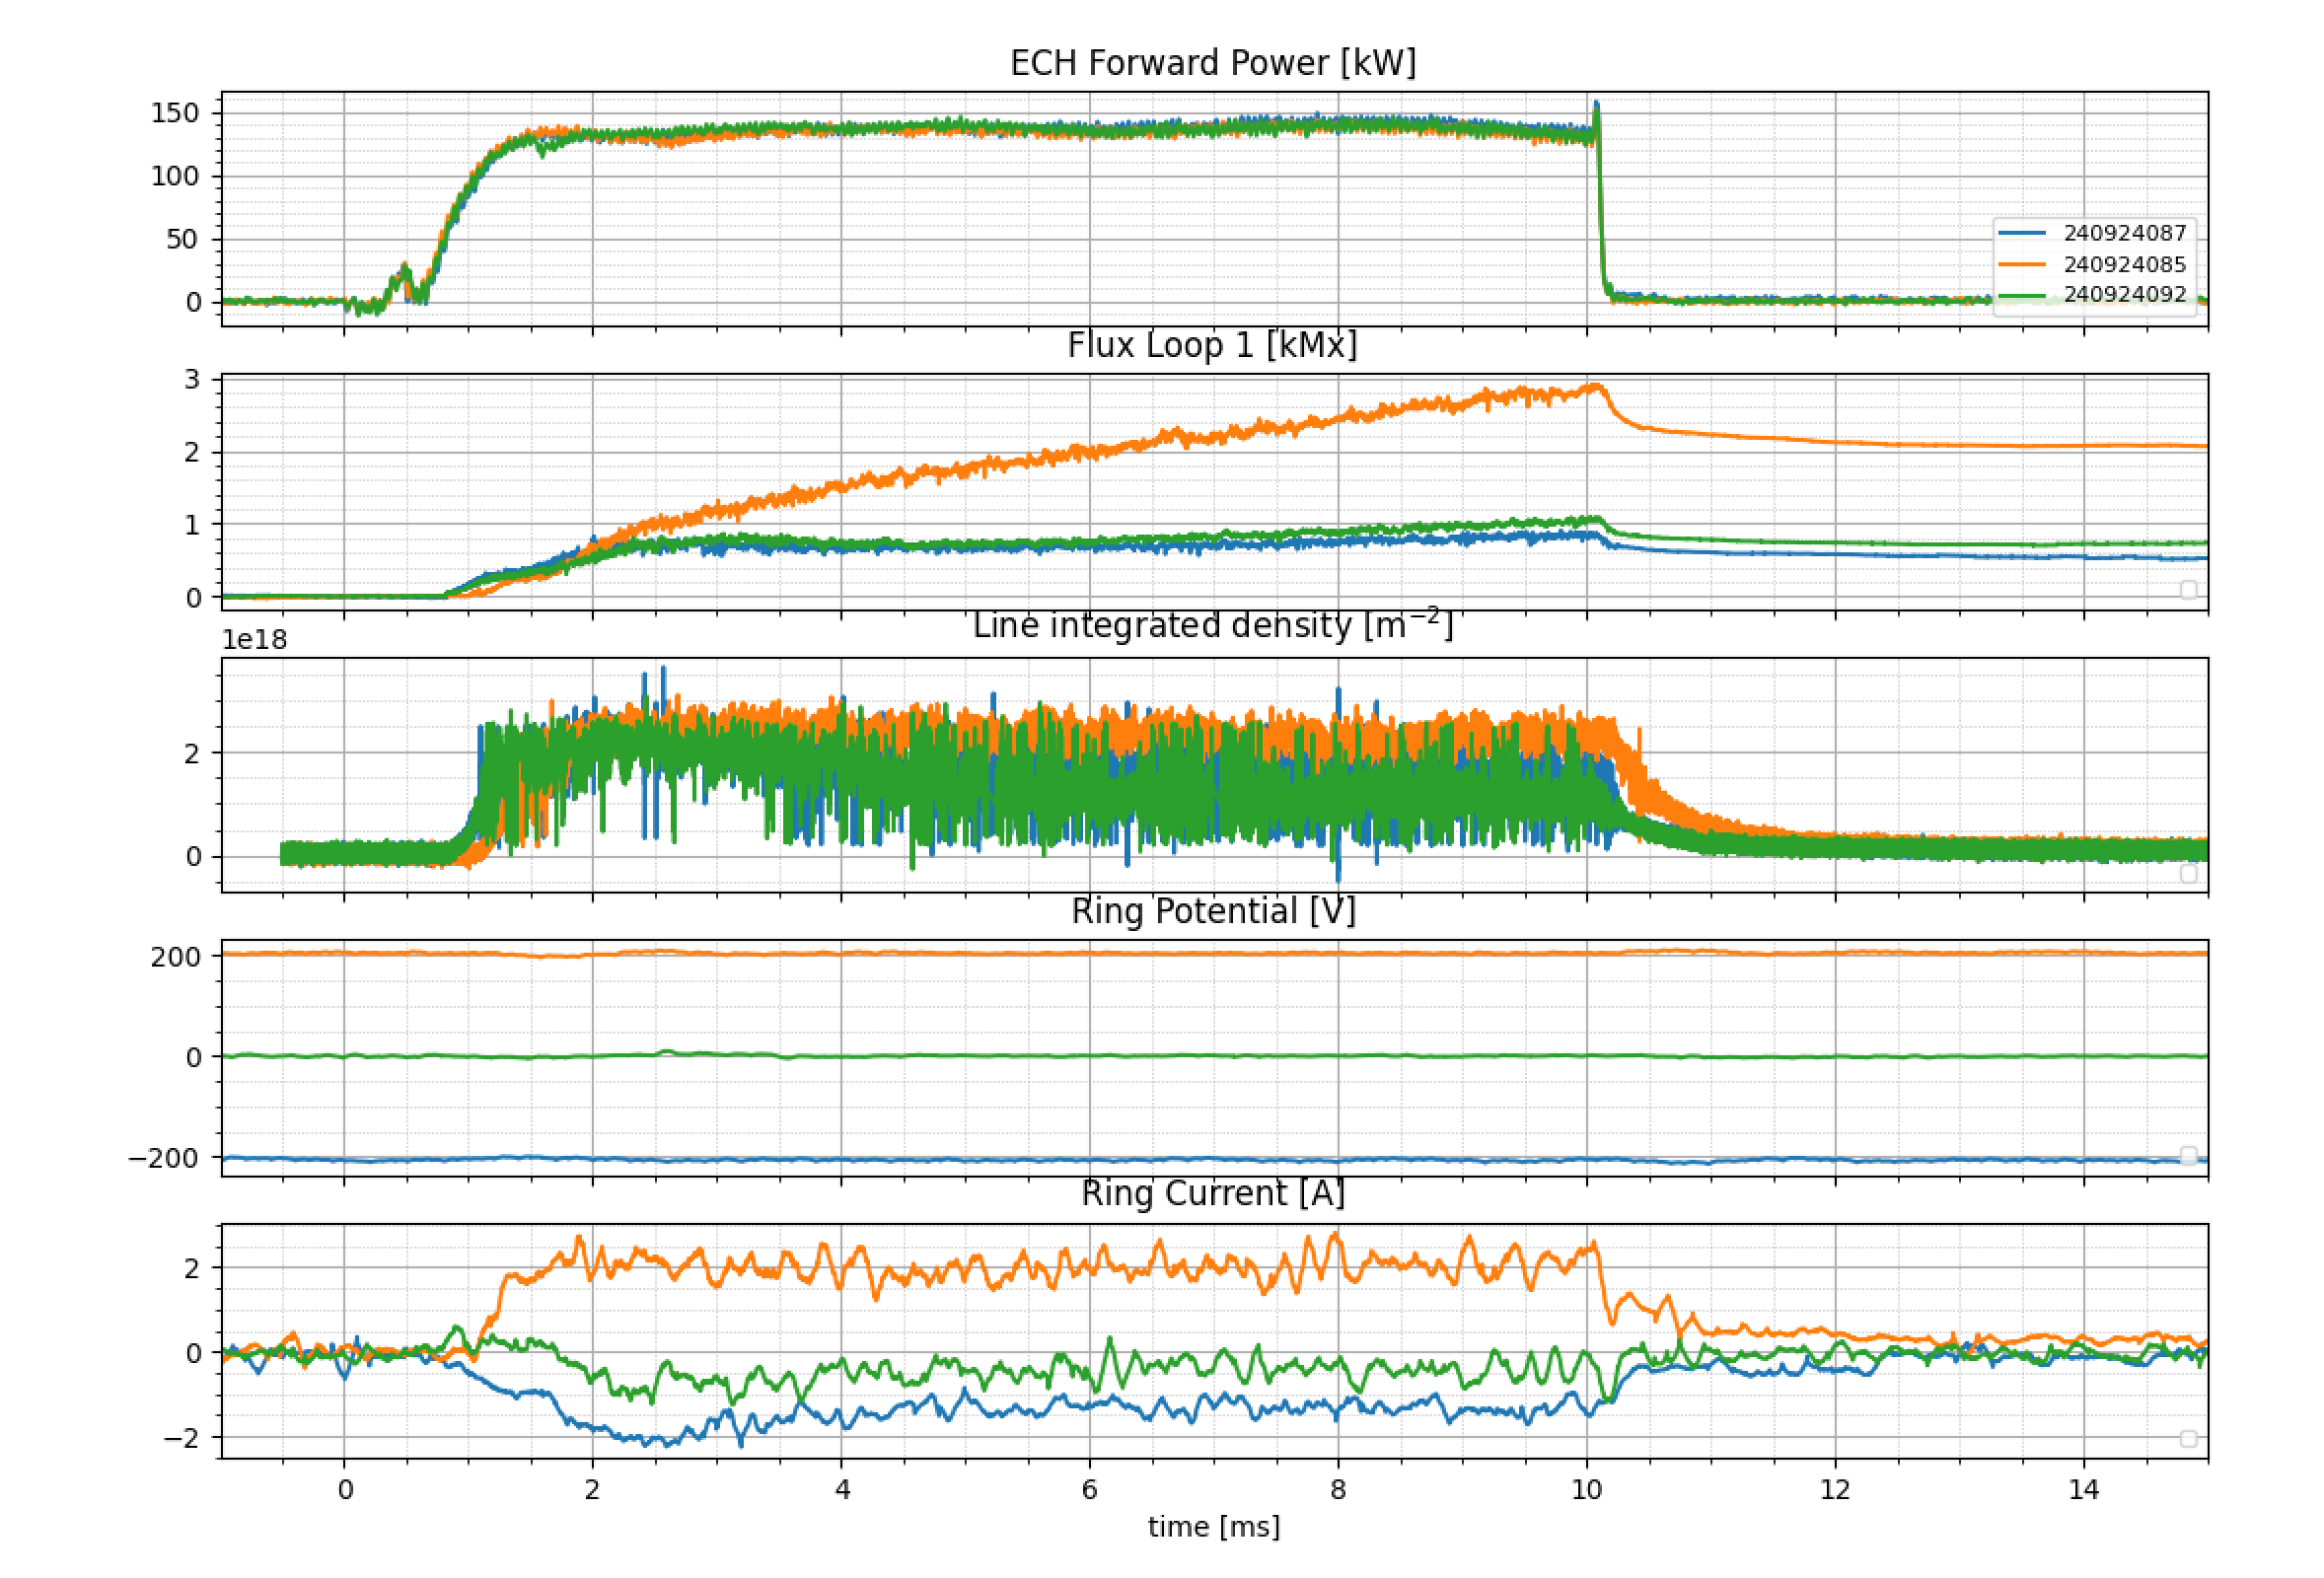 ECH Forward Power [kW]
150
100
50
0
240924087
240924085
240924092
Flux Loop 1 [kMx]
3
2
1
0
Line integrated density [m⁻²]
1e18
2
0
Ring Potential [V]
200
0
−200
Ring Current [A]
2
0
−2
0 2 4 6 8 10 12 14
time [ms]